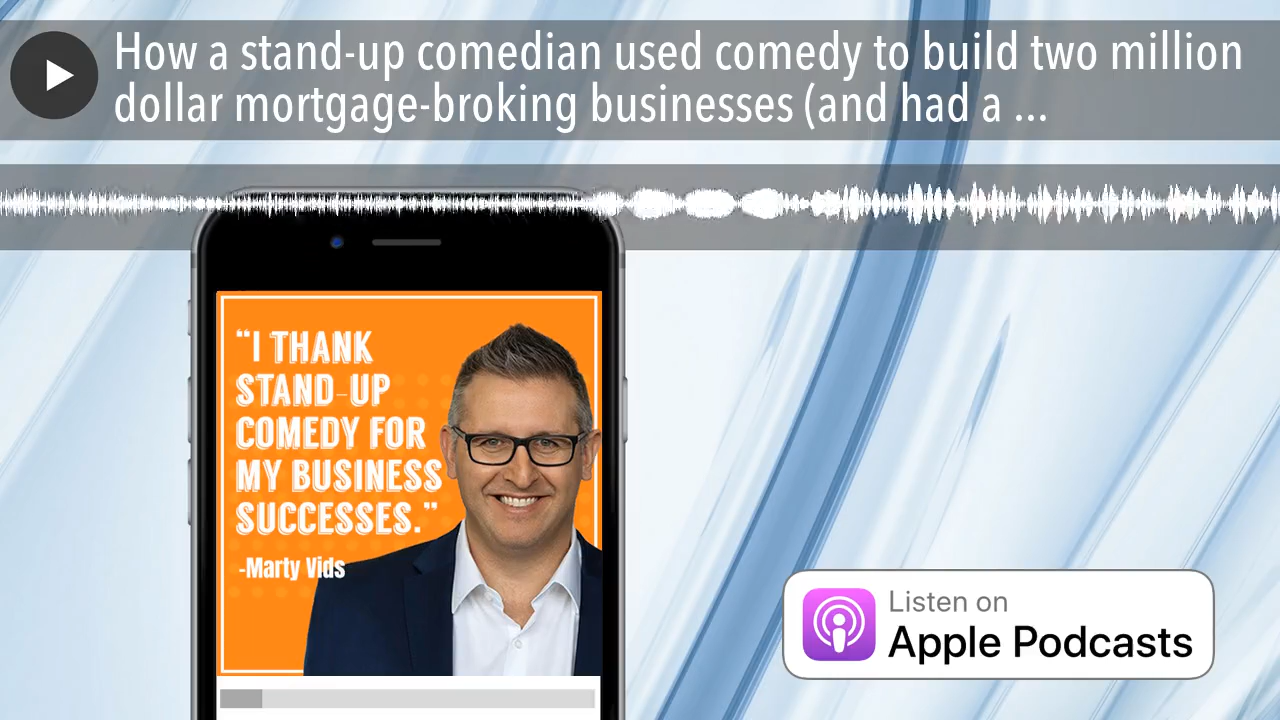 How a stand-up comedian used comedy to build two million
dollar mortgage-broking businesses (and had a ...
“I THANK
STAND-UP
COMEDY FOR
MY BUSINESS
SUCCESSES.”
-Marty Vids
Listen on
Apple Podcasts